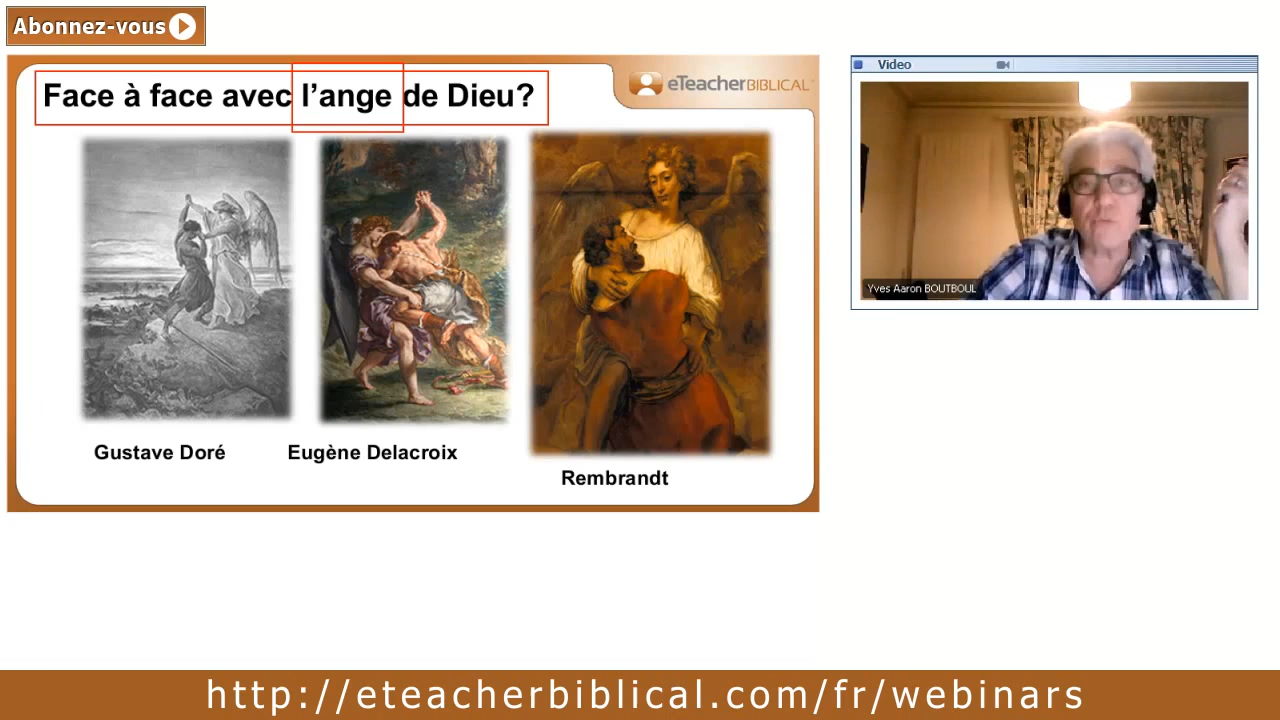 Abonnez-vous
Face à face avec l’ange de Dieu?
eTeacherBIBLICAL
Video
Yves Aaron BOUTBOUL
Gustave Doré
Eugène Delacroix
Rembrandt
http://eteacherbiblical.com/fr/webinars